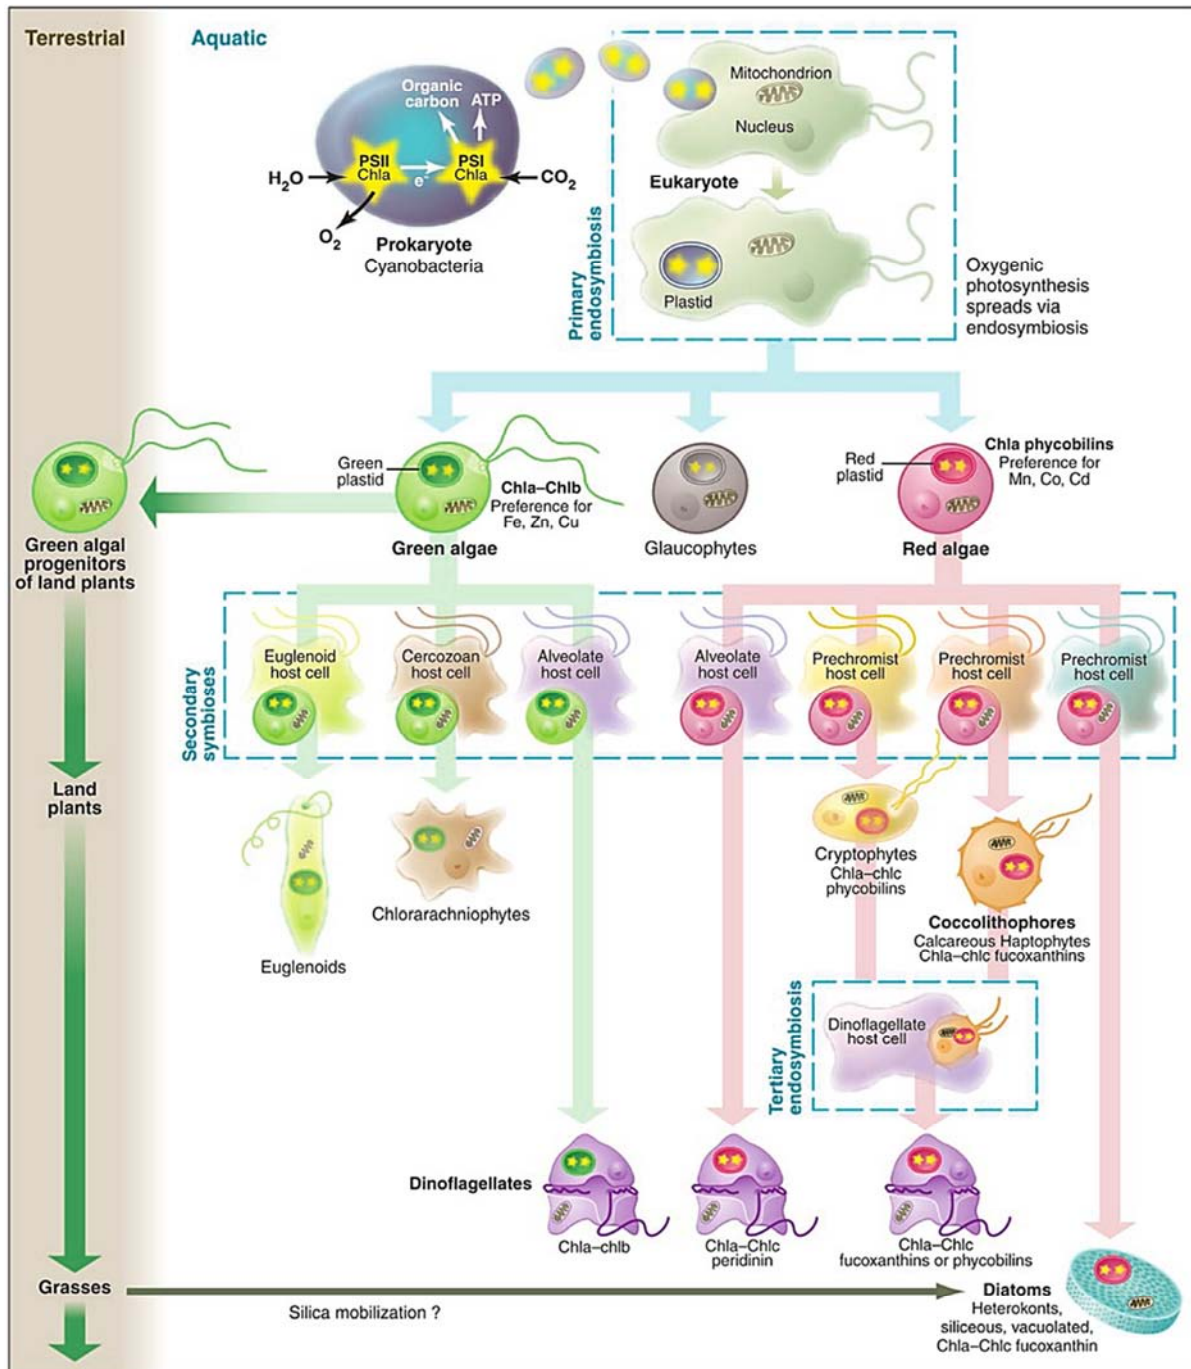 Terrestrial
Aquatic
Organic
carbon
ATP
PSII
Chla
e-
PSI
Chla
H₂O
CO₂
O₂
Prokaryote
Cyanobacteria
Mitochondrion
Nucleus
Eukaryote
Plastid
Primary
endosymbiosis
Oxygenic
photosynthesis
spreads via
endosymbiosis
Green algal
progenitors
of land plants
Green
plastid
Chla–Chlb
Preference for
Fe, Zn, Cu
Green algae
Glaucophytes
Red
plastid
Chla phycobilins
Preference for
Mn, Co, Cd
Red algae
Secondary
symbioses
Euglenoid
host cell
Cercozoan
host cell
Alveolate
host cell
Alveolate
host cell
Prechromist
host cell
Prechromist
host cell
Prechromist
host cell
Land
plants
Euglenoids
Chlorarachniophytes
Cryptophytes
Chla–chlc
phycobilins
Coccolithophores
Calcareous Haptophytes
Chla–chlc fucoxanthins
Tertiary
endosymbiosis
Dinoflagellate
host cell
Dinoflagellates
Chla–chlb
Chla–Chlc
peridinin
Chla–Chlc
fucoxanthins or phycobilins
Grasses
Silica mobilization ?
Diatoms
Heterokonts,
siliceous, vacuolated,
Chla–Chlc fucoxanthin